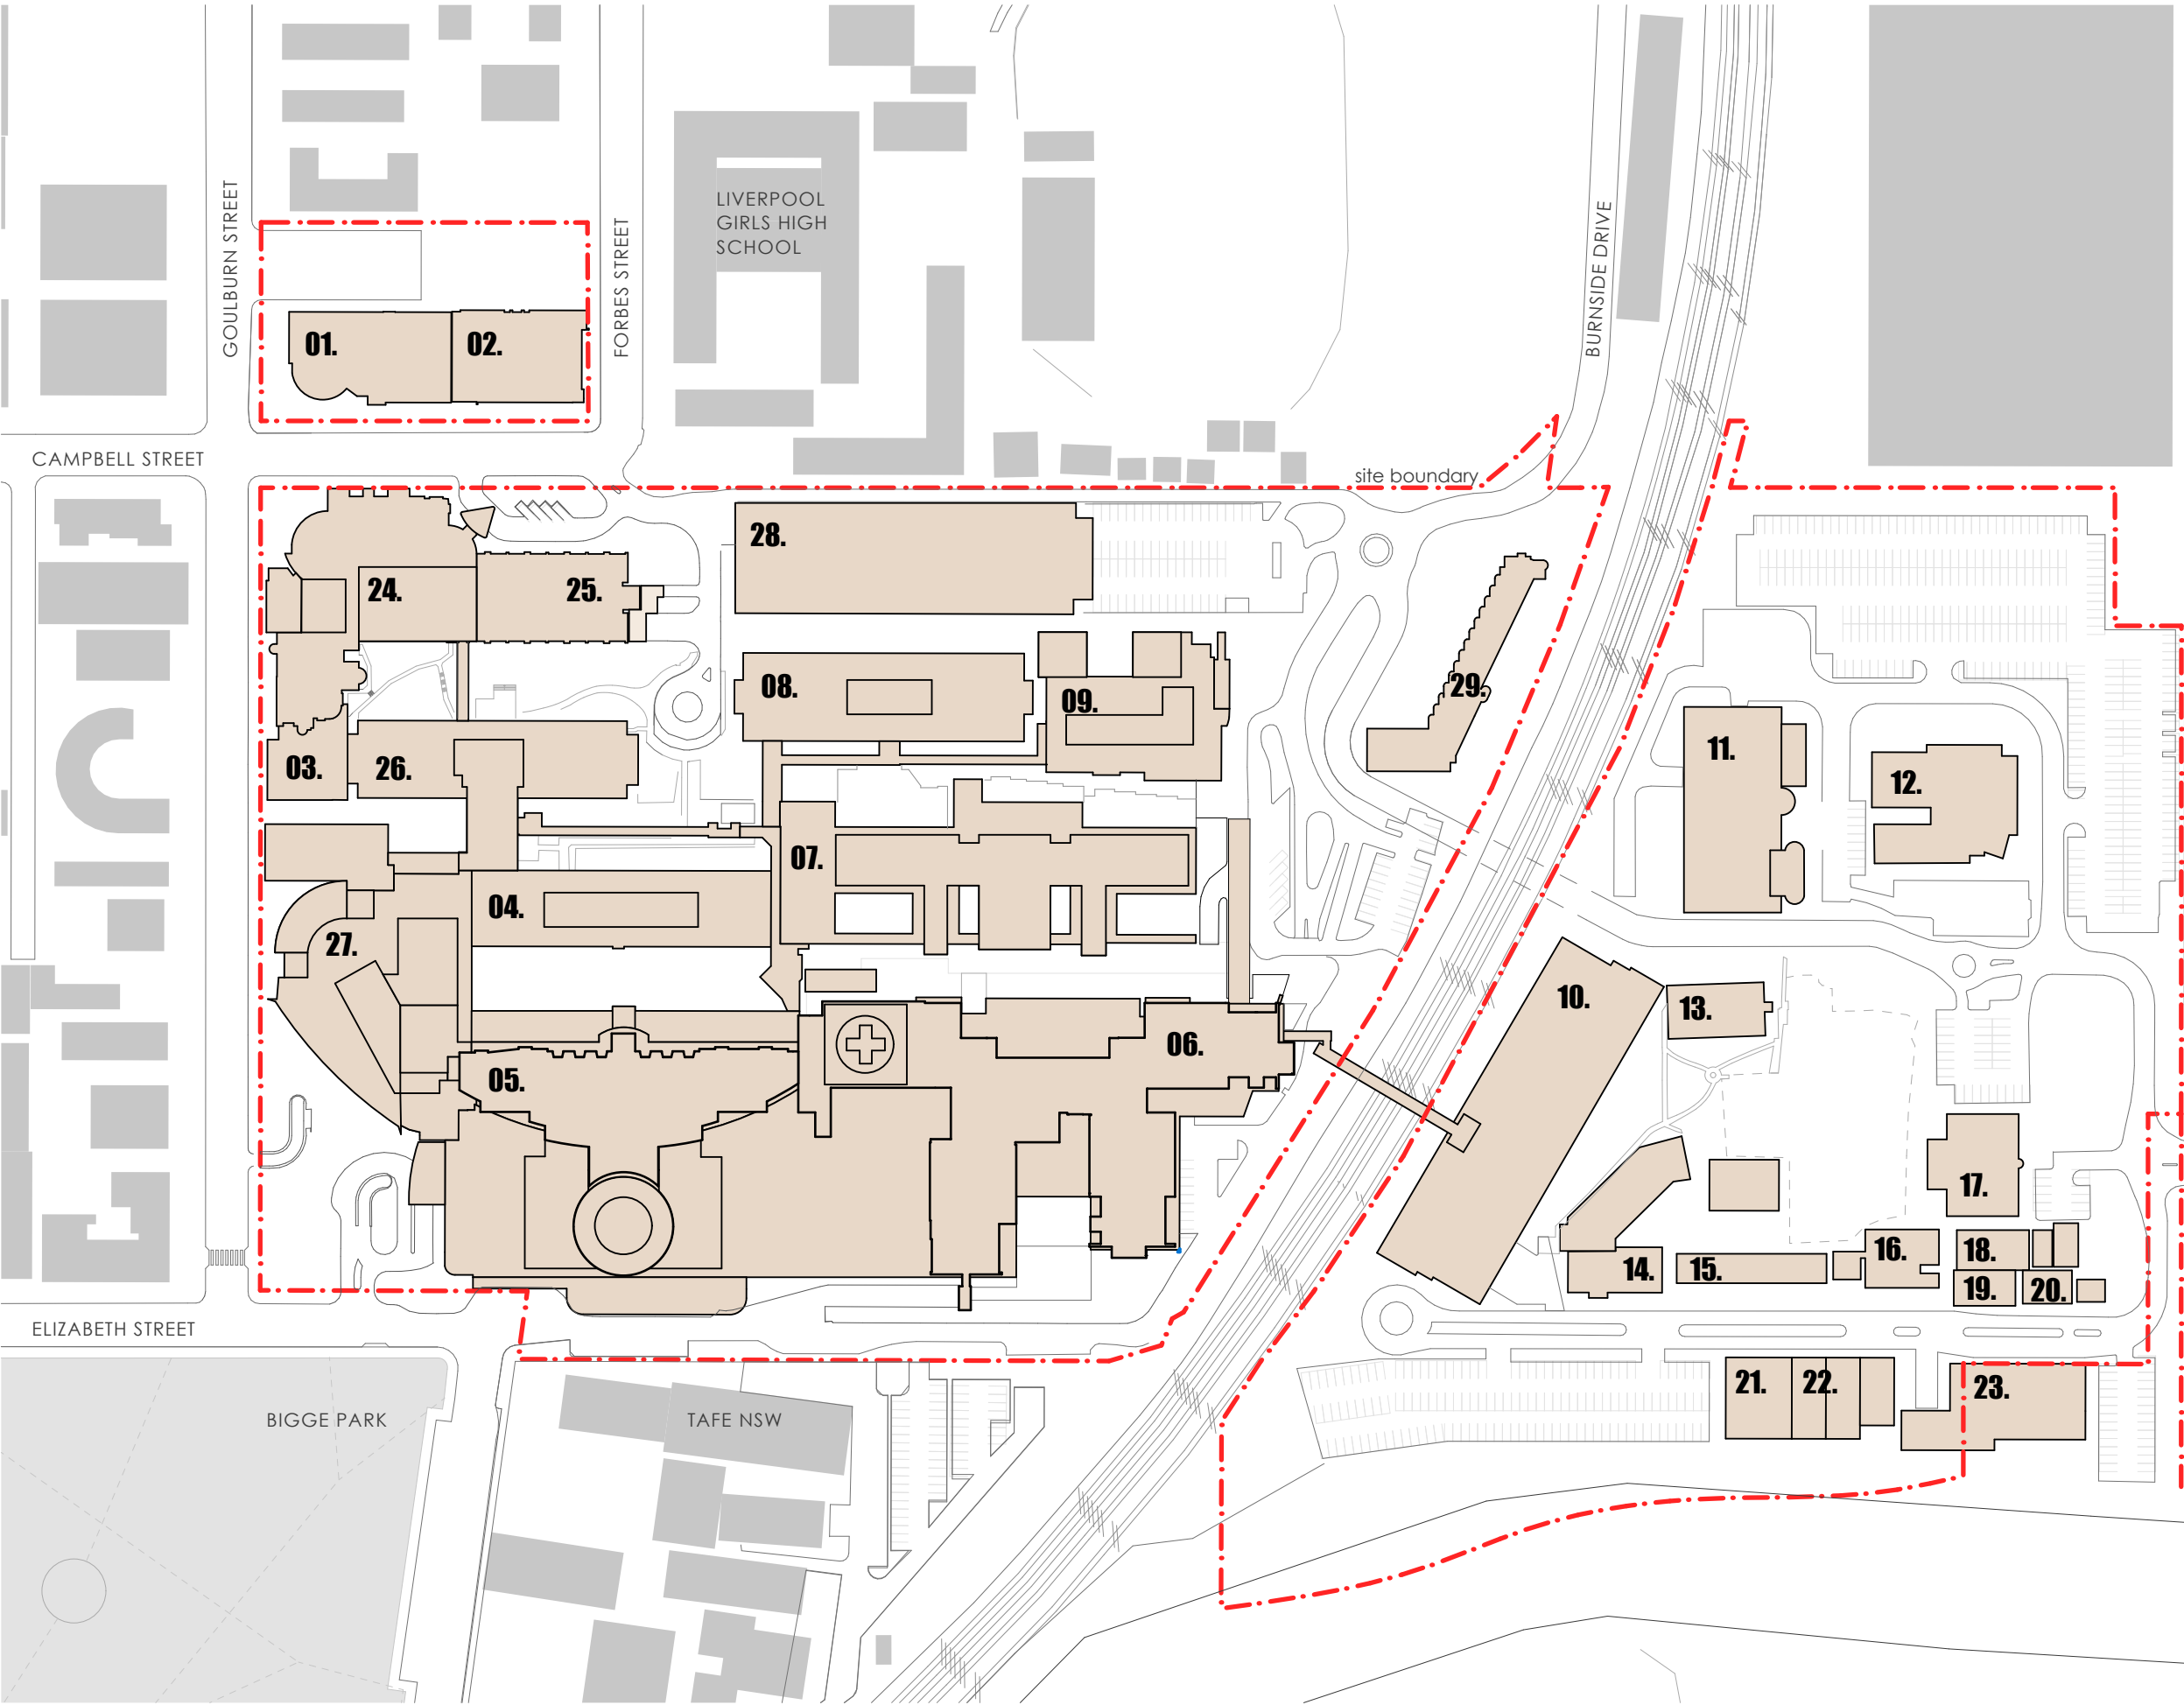 GOULBURN STREET
FORBES STREET
LIVERPOOL
GIRLS HIGH
SCHOOL
BURNSIDE DRIVE
01.
02.
CAMPBELL STREET
site boundary
28.
24.
25.
08.
09.
29.
03.
26.
11.
12.
07.
04.
27.
10.
13.
06.
05.
17.
16.
18.
14.
15.
19.
20.
ELIZABETH STREET
21.
22.
23.
BIGGE PARK
TAFE NSW